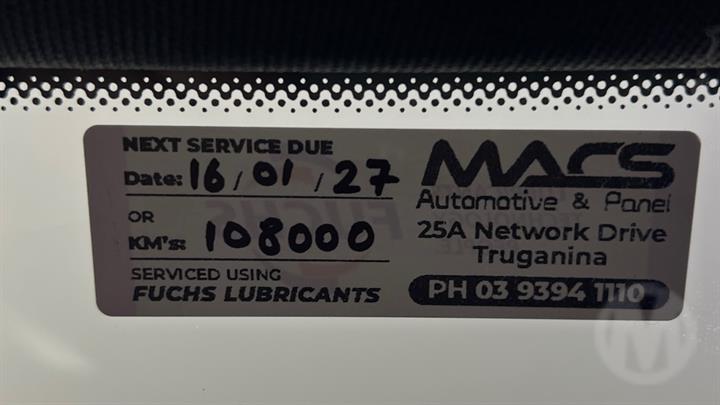 NEXT SERVICE DUE
Date: 16/01/27
OR
KM's: 108000
SERVICED USING
FUCHS LUBRICANTS
MACS
Automotive & Panel
25A Network Drive
Truganina
PH 03 9394 1110
FUCHS
M